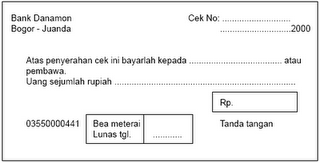 Bank Danamon Cek No: ..............................
Bogor - Juanda ..............................2000
Atas penyerahan cek ini bayarlah kepada ........................................ atau
pembawa.
Uang sejumlah rupiah ..............................................................................
Rp.
03550000441 Bea meterai Tanda tangan
Lunas tgl. ............